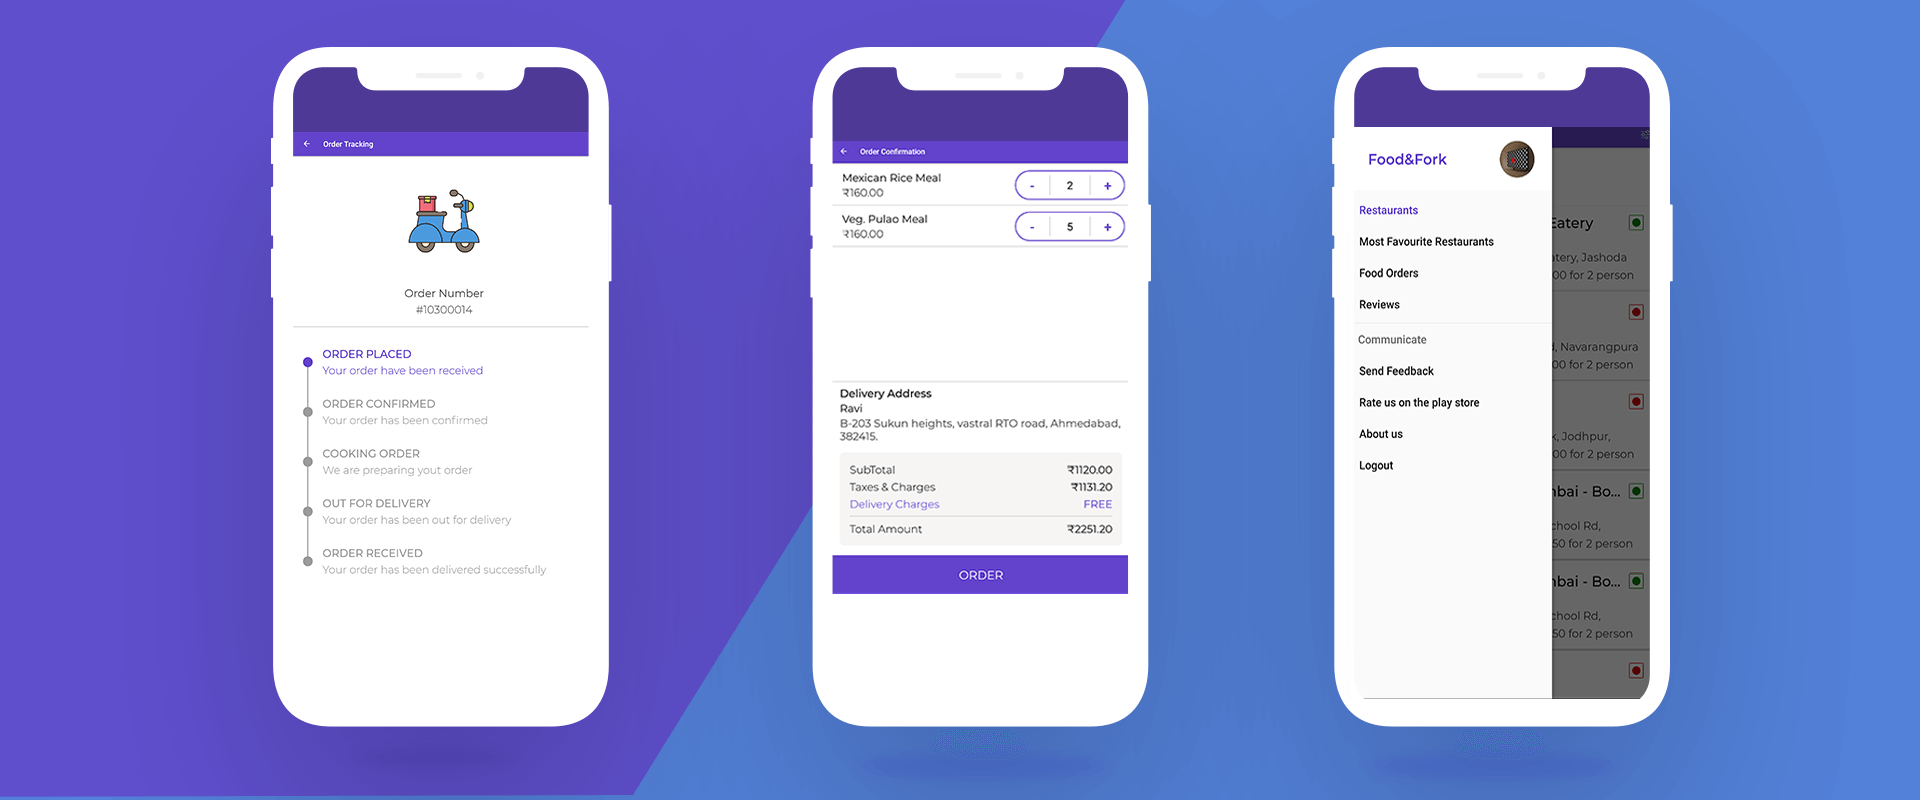 Order Tracking
Order Number
#10300014
ORDER PLACED
Your order have been received
ORDER CONFIRMED
Your order has been confirmed
COOKING ORDER
We are preparing yout order
OUT FOR DELIVERY
Your order has been out for delivery
ORDER RECEIVED
Your order has been delivered successfully
Order Confirmation
Mexican Rice Meal
₹160.00
- 2 +
Veg. Pulao Meal
₹160.00
- 5 +
Delivery Address
Ravi
B-203 Sukun heights, vastral RTO road, Ahmedabad,
382415.
SubTotal ₹1120.00
Taxes & Charges ₹1131.20
Delivery Charges FREE
Total Amount ₹2251.20
ORDER
Food&Fork
Restaurants
Most Favourite Restaurants
Food Orders
Reviews
Communicate
Send Feedback
Rate us on the play store
About us
Logout
Eatery
tery, Jashoda
00 for 2 person
, Navarangpura
00 for 2 person
, Jodhpur,
00 for 2 person
bai - Bo...
chool Rd,
50 for 2 person
bai - Bo...
chool Rd,
50 for 2 person